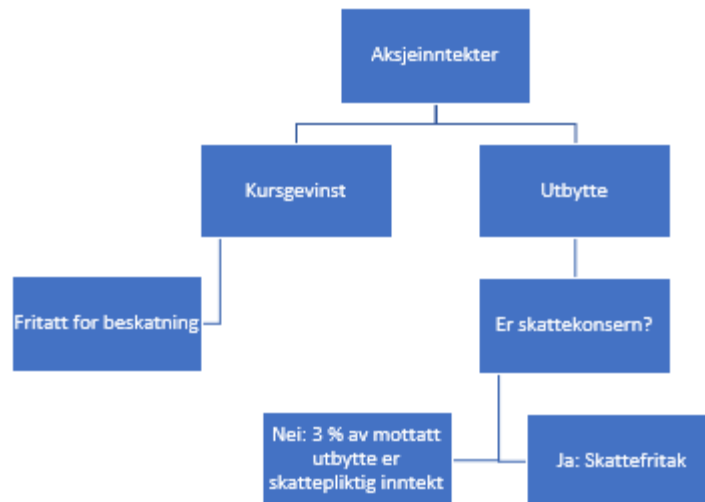 Aksjeinntekter
Kursgevinst
Utbytte
Fritatt for beskatning
Er skattekonsern?
Nei: 3 % av mottatt
utbytte er
skattepliktig inntekt
Ja: Skattefritak